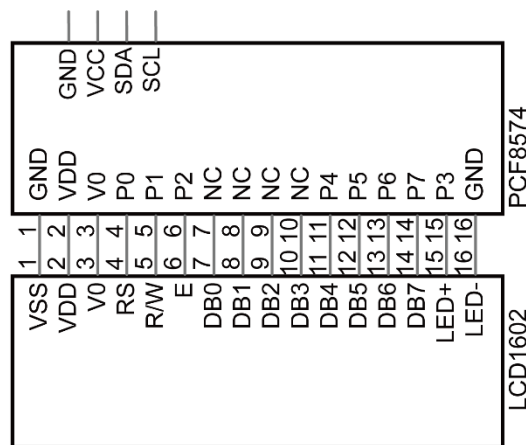 GND VCC SDA SCL
GND VDD V0 P0 P1 P2 NC NC NC NC P4 P5 P6 P7 P3 GND
PCF8574
1 2 3 4 5 6 7 8 9 10 11 12 13 14 15 16
1 2 3 4 5 6 7 8 9 10 11 12 13 14 15 16
VSS VDD V0 RS R/W E DB0 DB1 DB2 DB3 DB4 DB5 DB6 DB7 LED+ LED-
LCD1602